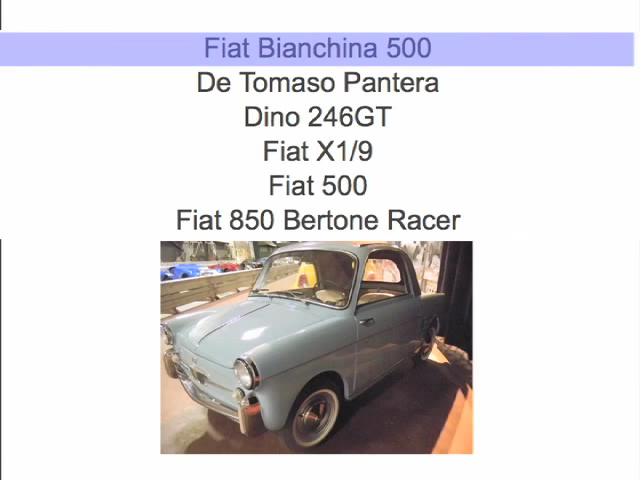 Fiat Bianchina 500
De Tomaso Pantera
Dino 246GT
Fiat X1/9
Fiat 500
Fiat 850 Bertone Racer